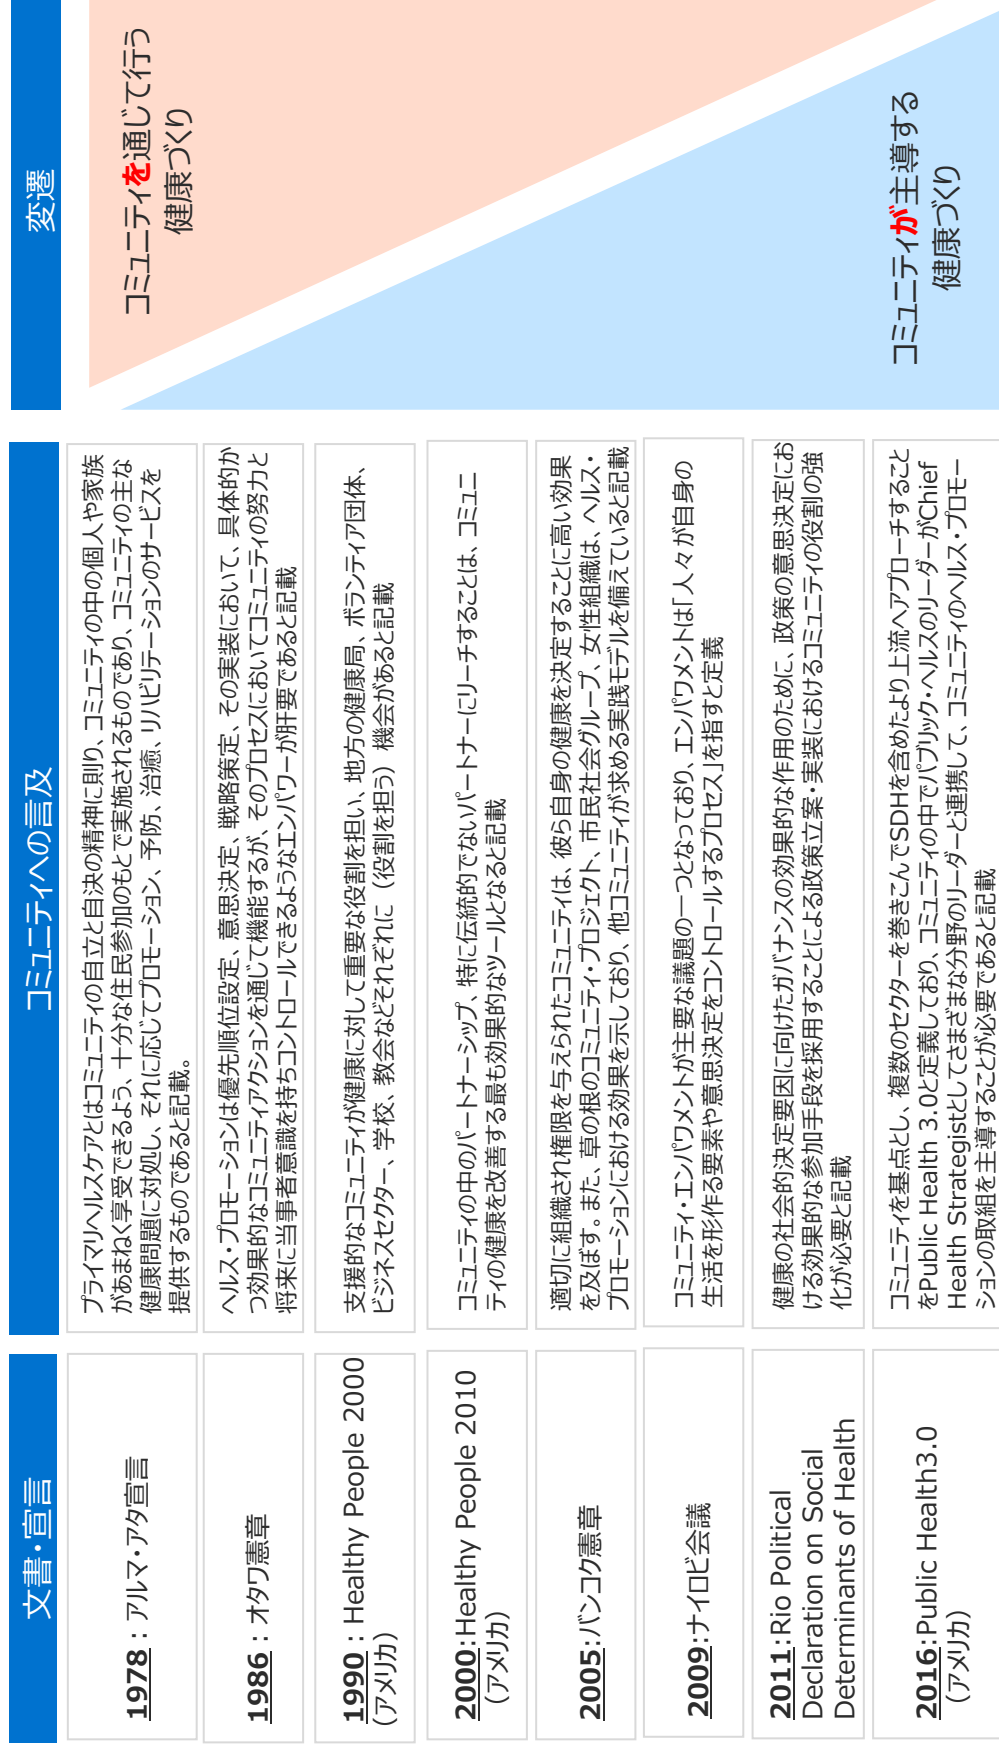 文書・宣言
コミュニティへの言及
変遷
1978：アルマ・アタ宣言
プライマリヘルスケアとはコミュニティの自立と自決の精神に則り、コミュニティの中の個人や家族
があまねく享受できるよう、十分な住民参加のもとで実施されるものであり、コミュニティの主な
健康問題に対処し、それに応じてプロモーション、予防、治癒、リハビリテーションのサービスを
提供するものであると記載。
1986：オタワ憲章
ヘルス・プロモーションは優先順位設定、意思決定、戦略策定、その実装において、具体的か
つ効果的なコミュニティアクションを通じて機能するが、そのプロセスにおいてコミュニティの努力と
将来に当事者意識を持ちコントロールできるようなエンパワーが肝要であると記載
1990：Healthy People 2000
（アメリカ）
支援的なコミュニティが健康に対して重要な役割を担い、地方の健康局、ボランティア団体、
ビジネスセクター、学校、教会などそれぞれに（役割を担う）機会があると記載
2000:Healthy People 2010
（アメリカ）
コミュニティの中のパートナーシップ、特に伝統的でないパートナーにリーチすることは、コミュニ
ティの健康を改善する最も効果的なツールとなると記載
2005:バンコク憲章
適切に組織され権限を与えられたコミュニティは、彼ら自身の健康を決定することに高い効果
を及ぼす。また、草の根のコミュニティ・プロジェクト、市民社会グループ、女性組織は、ヘルス・
プロモーションにおける効果を示しており、他コミュニティが求める実践モデルを備えていると記載
2009:ナイロビ会議
コミュニティ・エンパワメントが主要な議題の一つとなっており、エンパワメントは「人々が自身の
生活を形作る要素や意思決定をコントロールするプロセス」を指すと定義
2011:Rio Political
Declaration on Social
Determinants of Health
健康の社会的決定要因に向けたガバナンスの効果的な作用のために、政策の意思決定にお
ける効果的な参加手段を採用することによる政策立案・実装におけるコミュニティの役割の強
化が必要と記載
2016:Public Health3.0
（アメリカ）
コミュニティを基点とし、複数のセクターを巻きこんでSDHを含めたより上流へアプローチすること
をPublic Health 3.0と定義しており、コミュニティの中でパブリック・ヘルスのリーダーがChief
Health Strategistとしてさまざまな分野のリーダーと連携して、コミュニティのヘルス・プロモー
ションの取組を主導することが必要であると記載
コミュニティを通じて行う
健康づくり
コミュニティが主導する
健康づくり